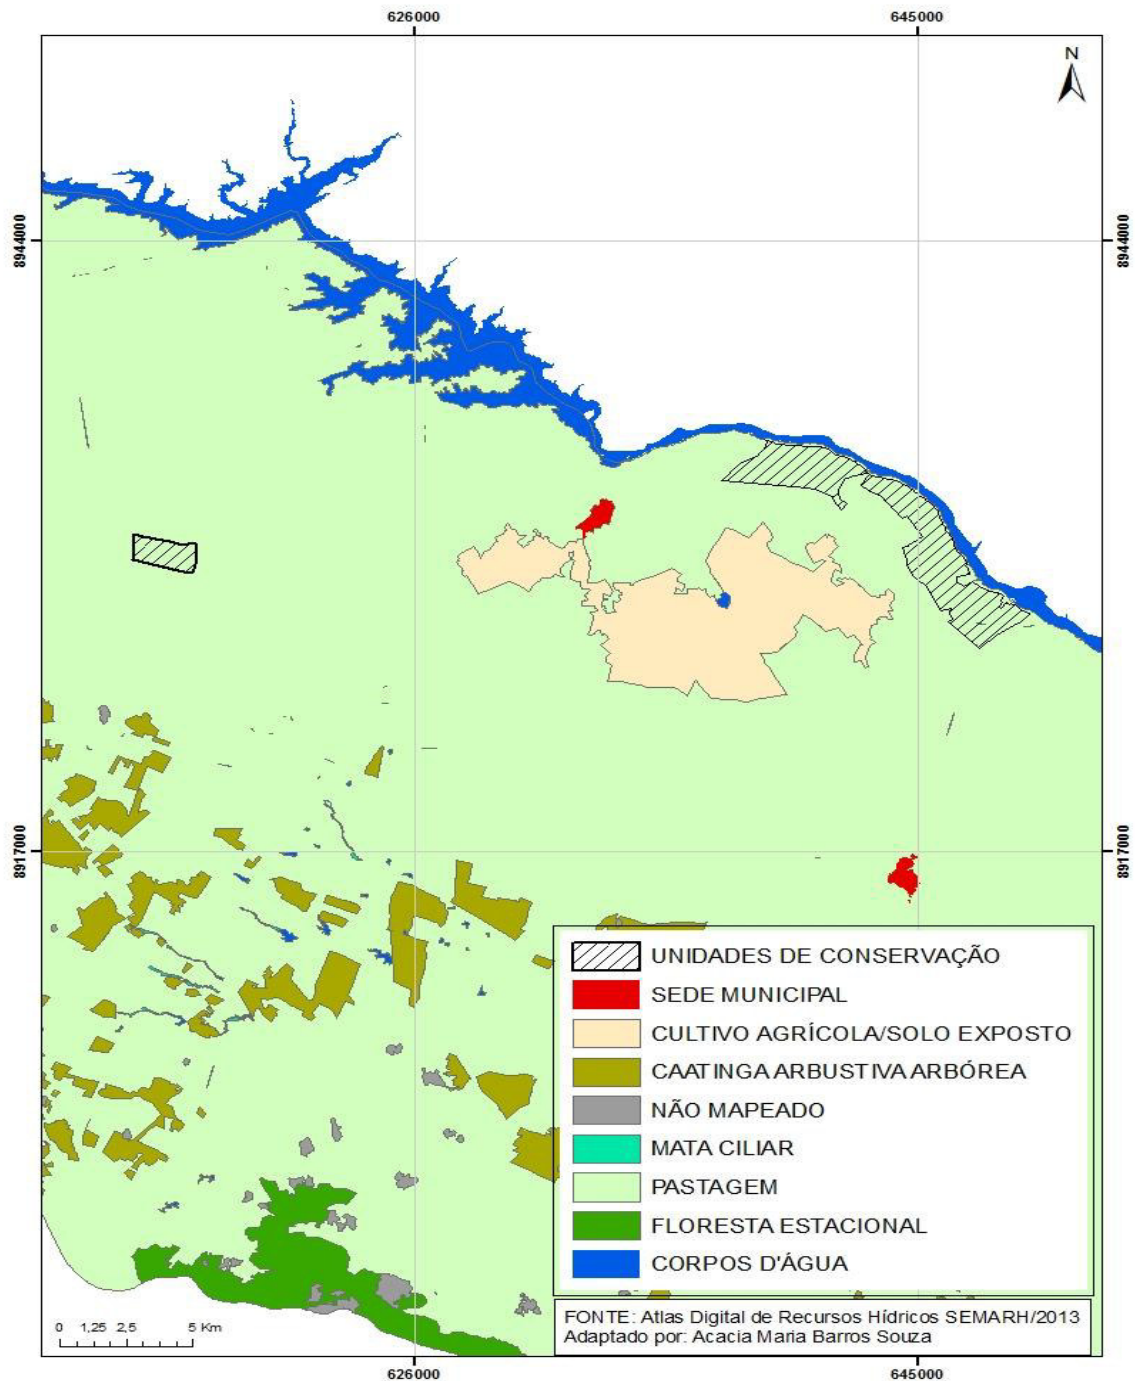 626000
645000
N
8944000
8944000
8917000
8917000
UNIDADES DE CONSERVAÇÃO
SEDE MUNICIPAL
CULTIVO AGRÍCOLA/SOLO EXPOSTO
CAATINGA ARBUSTIVA ARBÓREA
NÃO MAPEADO
MATA CILIAR
PASTAGEM
FLORESTA ESTACIONAL
CORPOS D'ÁGUA
FONTE: Atlas Digital de Recursos Hídricos SEMARH/2013
Adaptado por: Acacia Maria Barros Souza
0 1,25 2,5 5 Km
626000
645000